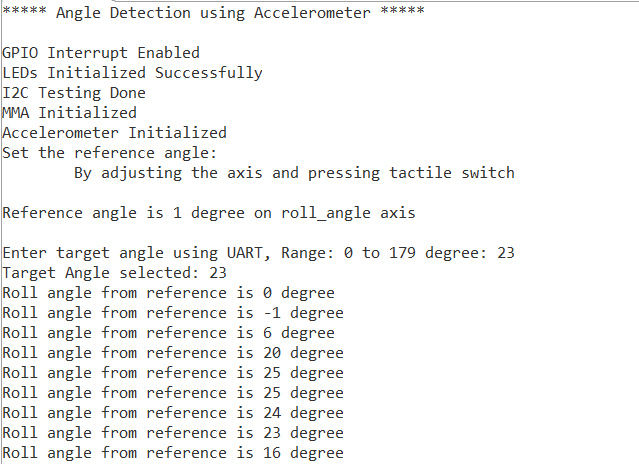 ***** Angle Detection using Accelerometer *****
GPIO Interrupt Enabled
LEDs Initialized Successfully
I2C Testing Done
MMA Initialized
Accelerometer Initialized
Set the reference angle:
By adjusting the axis and pressing tactile switch
Reference angle is 1 degree on roll_angle axis
Enter target angle using UART, Range: 0 to 179 degree: 23
Target Angle selected: 23
Roll angle from reference is 0 degree
Roll angle from reference is -1 degree
Roll angle from reference is 6 degree
Roll angle from reference is 20 degree
Roll angle from reference is 25 degree
Roll angle from reference is 25 degree
Roll angle from reference is 24 degree
Roll angle from reference is 23 degree
Roll angle from reference is 16 degree